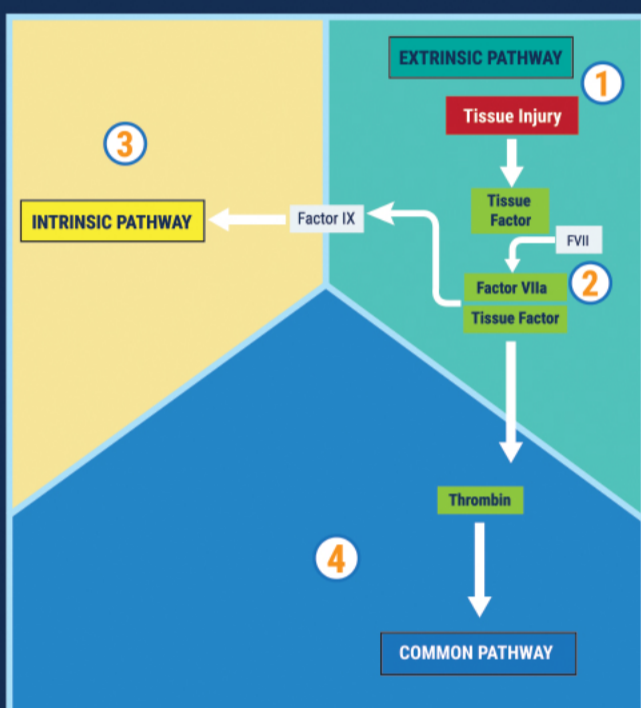 EXTRINSIC PATHWAY
1
Tissue Injury
3
Tissue
Factor
INTRINSIC PATHWAY
Factor IX
FVII
Factor VIIa
2
Tissue Factor
Thrombin
4
COMMON PATHWAY